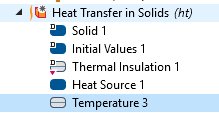 Heat Transfer in Solids (ht)
Solid 1
Initial Values 1
Thermal Insulation 1
Heat Source 1
Temperature 3